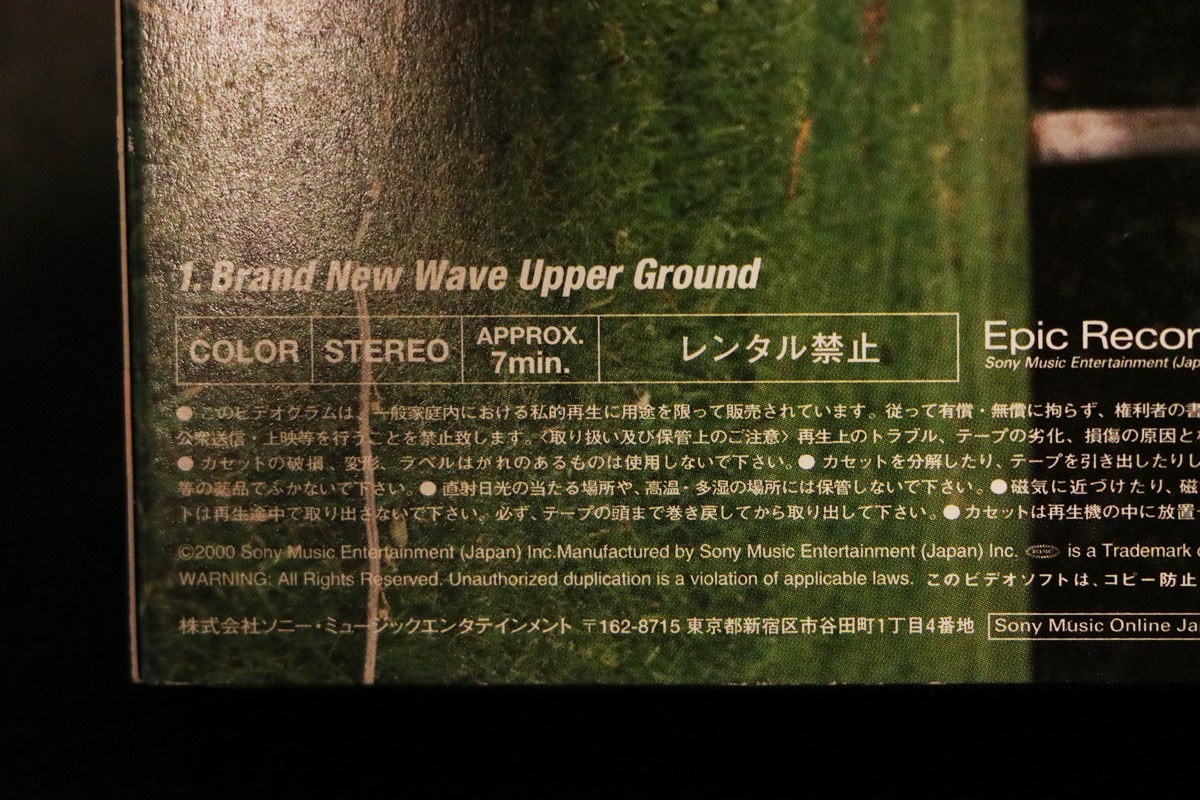 1. Brand New Wave Upper Ground
COLOR STEREO APPROX. 7min. レンタル禁止
Epic Recor
Sony Music Entertainment (Jap
● このビデオグラムは、一般家庭内における私的再生に用途を限って販売されています。従って有償・無償に拘らず、権利者の書
公衆送信・上映等を行うことを禁止致します。〈取り扱い及び保管上のご注意〉再生上のトラブル、テープの劣化、損傷の原因と
● カセットの破損、変形、ラベルはがれのあるものは使用しないで下さい。● カセットを分解したり、テープを引き出したりし
等の薬品でふかないで下さい。● 直射日光の当たる場所や、高温・多湿の場所には保管しないで下さい。● 磁気に近づけたり、磁
トは再生途中で取り出さないで下さい。必ず、テープの頭まで巻き戻してから取り出して下さい。● カセットは再生機の中に放置
©2000 Sony Music Entertainment (Japan) Inc.Manufactured by Sony Music Entertainment (Japan) Inc. EPIC is a Trademark
WARNING: All Rights Reserved. Unauthorized duplication is a violation of applicable laws. このビデオソフトは、コピー防止
株式会社ソニー・ミュージックエンタテインメント 〒162-8715 東京都新宿区市谷田町1丁目4番地 Sony Music Online Ja